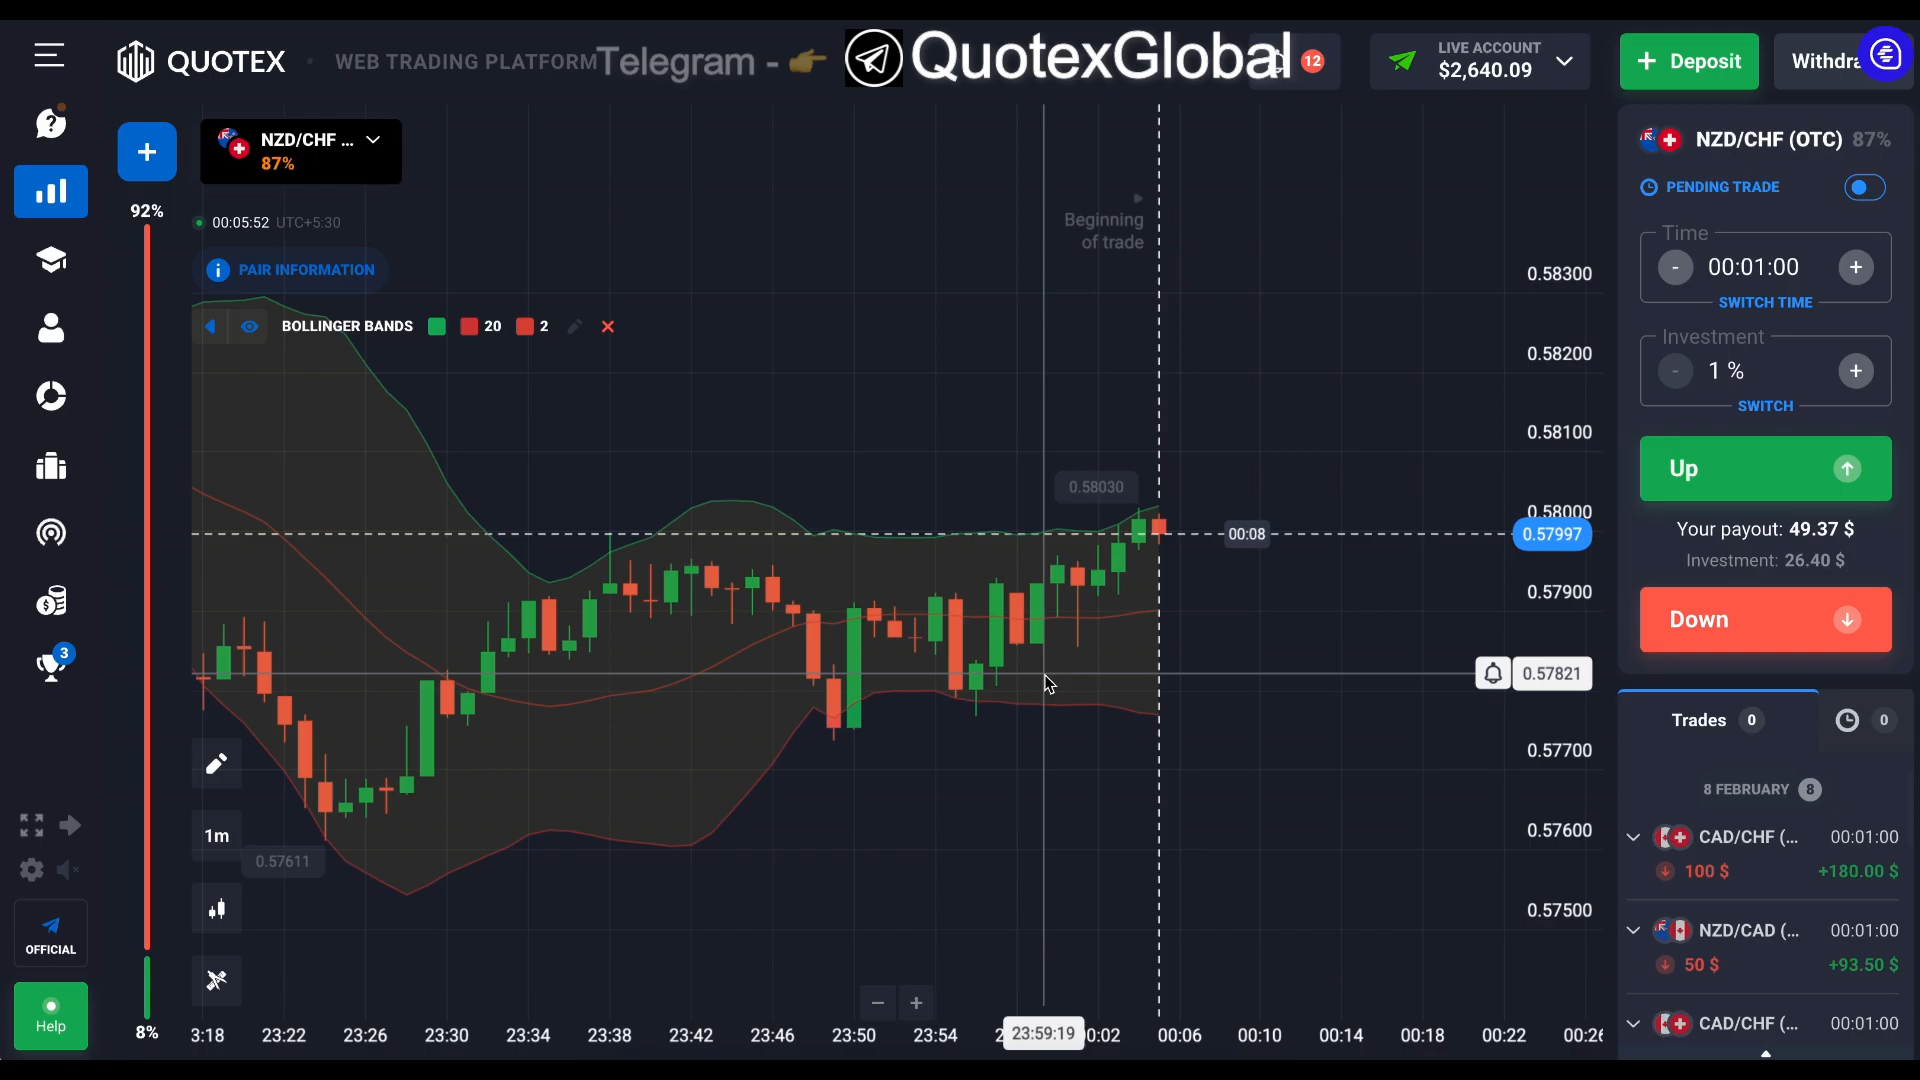 QUOTEX
WEB TRADING PLATFORM
Telegram - 👉 QuotexGlobal
12
LIVE ACCOUNT
$2,640.09
+ Deposit
Withdra
NZD/CHF ...
87%
92%
00:05:52 UTC+5:30
PAIR INFORMATION
BOLLINGER BANDS 20 2
Beginning
of trade
0.58300
0.58200
0.58100
0.58030
0.58000
00:08
0.57997
0.57900
0.57821
0.57700
0.57600
0.57611
0.57500
1m
8%
3:18
23:22
23:26
23:30
23:34
23:38
23:42
23:46
23:50
23:54
2
23:59:19
0:02
00:06
00:10
00:14
00:18
00:22
00:26
3
OFFICIAL
Help
NZD/CHF (OTC) 87%
PENDING TRADE
Time
- 00:01:00 +
SWITCH TIME
Investment
- 1 % +
SWITCH
Up
Your payout: 49.37 $
Investment: 26.40 $
Down
Trades 0
0
8 FEBRUARY 8
CAD/CHF (... 00:01:00
100 $ +180.00 $
NZD/CAD (... 00:01:00
50 $ +93.50 $
CAD/CHF (... 00:01:00